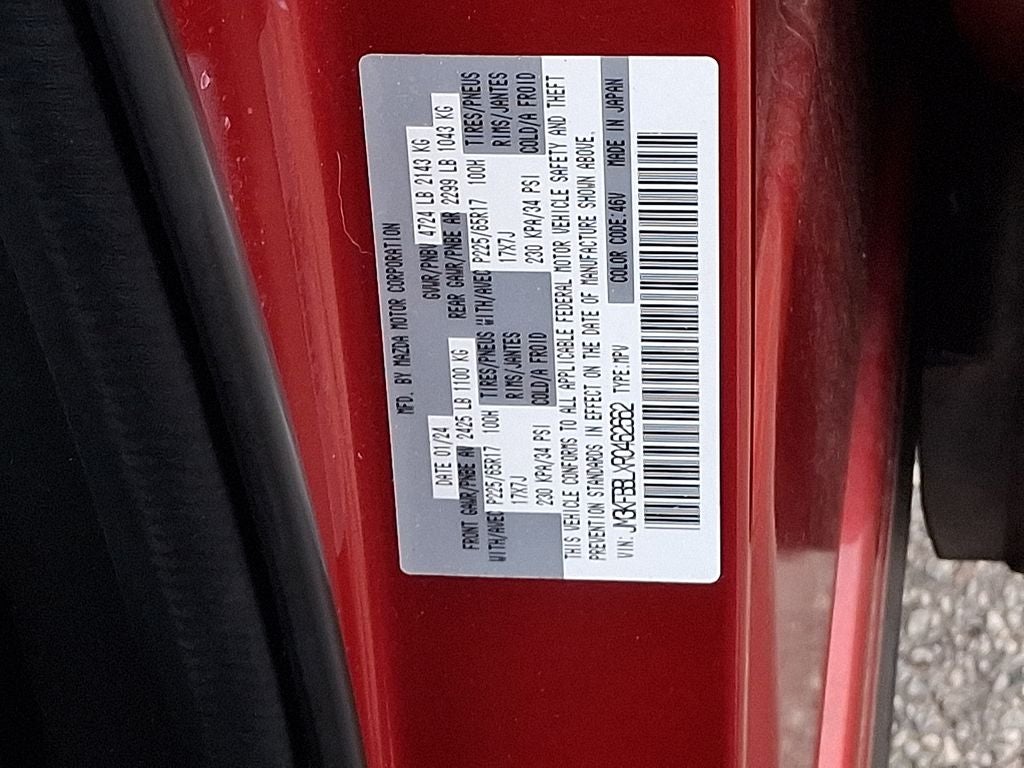 MFD. BY MAZDA MOTOR CORPORATION
DATE 01/24 GVWR/PNBV 4724 LB 2143 KG
FRONT GAWR/PNBE AV 2425 LB 1100 KG REAR GAWR/PNBE AR 2299 LB 1043 KG
WITH/AVEC P225/65R17 100H TIRES/PNEUS WITH/AVEC P225/65R17 100H TIRES/PNEUS
17X7J RIMS/JANTES 17X7J RIMS/JANTES
230 KPA/34 PSI COLD/A FROID 230 KPA/34 PSI COLD/A FROID
THIS VEHICLE CONFORMS TO ALL APPLICABLE FEDERAL MOTOR VEHICLE SAFETY AND THEFT
PREVENTION STANDARDS IN EFFECT ON THE DATE OF MANUFACTURE SHOWN ABOVE.
VIN: JM3KFBBLXR0462662 TYPE:MPV COLOR CODE:46V MADE IN JAPAN